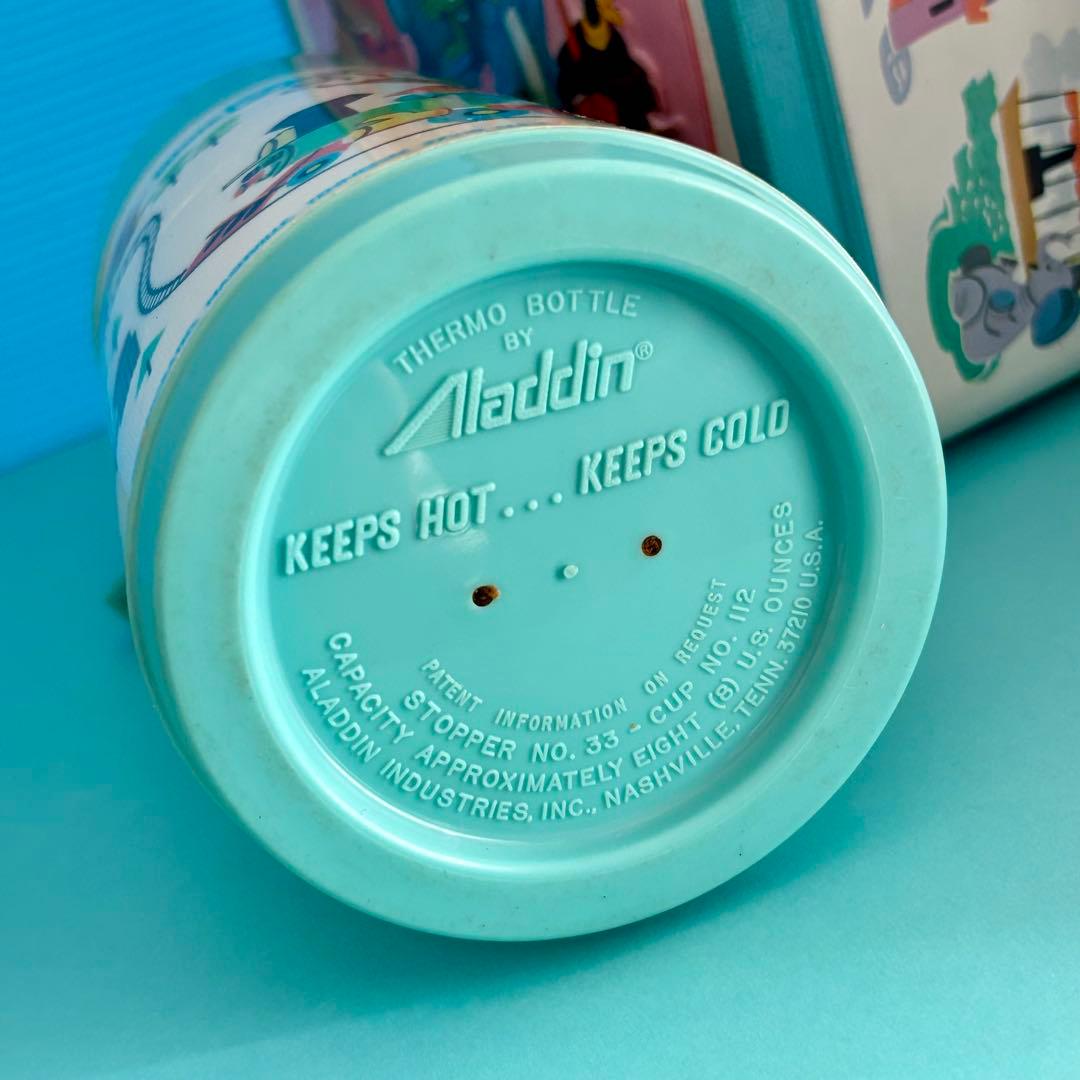 THERMO BOTTLE
BY
Aladdin®
KEEPS HOT... KEEPS COLD
PATENT INFORMATION ON REQUEST
STOPPER NO. 33 - CUP NO. 112
CAPACITY APPROXIMATELY EIGHT (8) U.S. OUNCES
ALADDIN INDUSTRIES, INC., NASHVILLE, TENN. 37210 U.S.A.